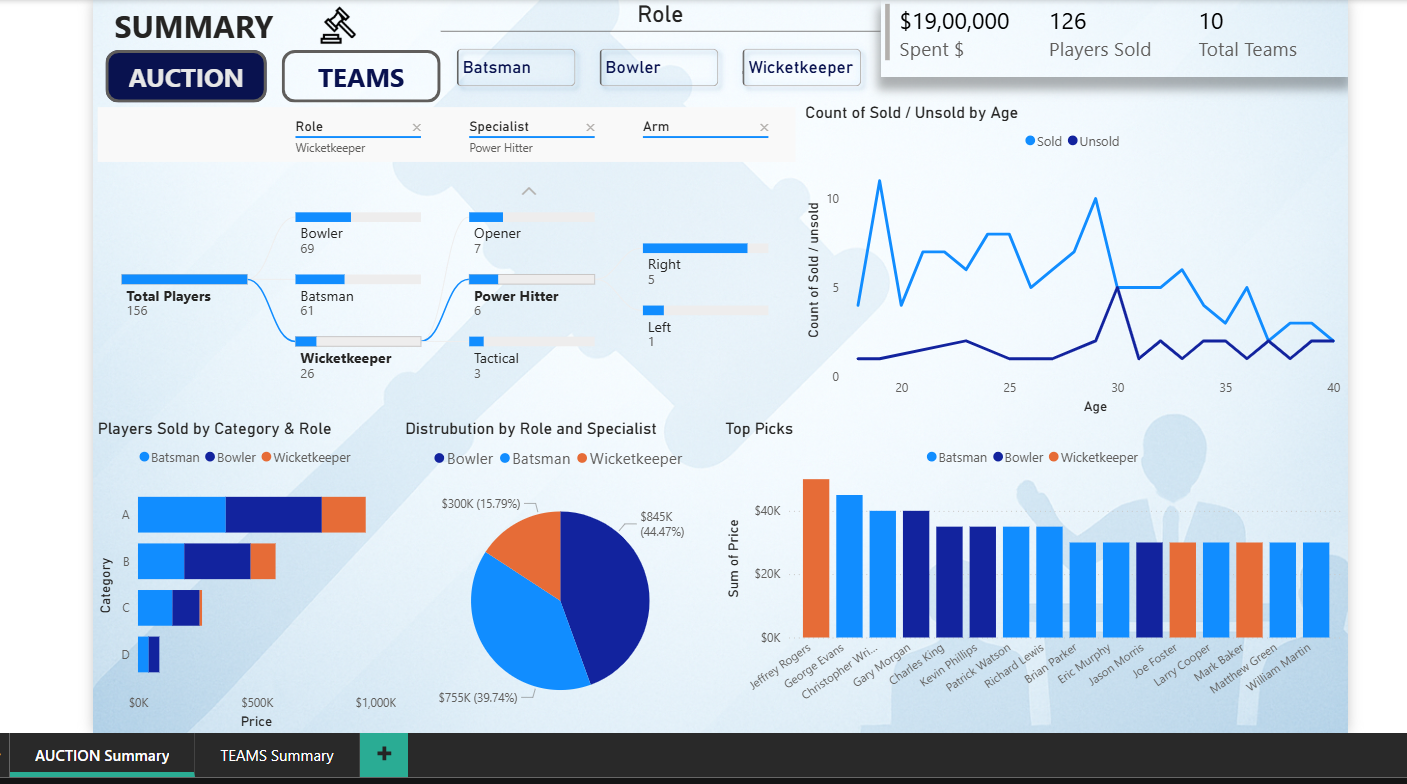 SUMMARY
AUCTION
TEAMS
Role
Batsman
Bowler
Wicketkeeper
$19,00,000
Spent $
126
Players Sold
10
Total Teams
Role
Wicketkeeper
Specialist
Power Hitter
Arm
Total Players
156
Bowler
69
Batsman
61
Wicketkeeper
26
Opener
7
Power Hitter
6
Tactical
3
Right
5
Left
1
Count of Sold / Unsold by Age
Sold
Unsold
Count of Sold / unsold
10
5
0
20
25
30
35
40
Age
Players Sold by Category & Role
Batsman
Bowler
Wicketkeeper
Category
A
B
C
D
$0K
$500K
$1,000K
Price
Distrubution by Role and Specialist
Bowler
Batsman
Wicketkeeper
$300K (15.79%)
$845K
(44.47%)
$755K (39.74%)
Top Picks
Batsman
Bowler
Wicketkeeper
Sum of Price
$40K
$20K
$0K
Jeffrey Rogers
George Evans
Christopher Wri...
Gary Morgan
Charles King
Kevin Phillips
Patrick Watson
Richard Lewis
Brian Parker
Eric Murphy
Jason Morris
Joe Foster
Larry Cooper
Mark Baker
Matthew Green
William Martin
AUCTION Summary
TEAMS Summary